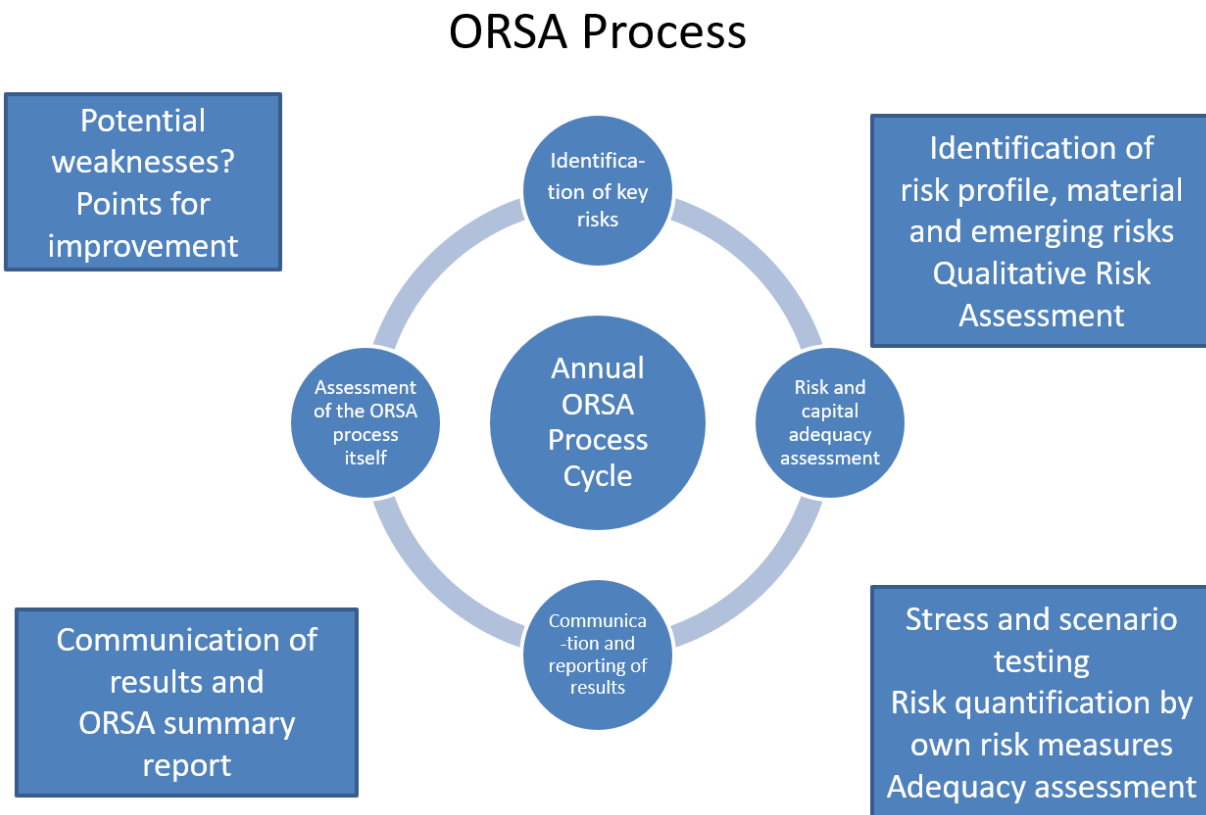 ORSA Process
Potential
weaknesses?
Points for
improvement
Identifica-
tion of key
risks
Identification of
risk profile, material
and emerging risks
Qualitative Risk
Assessment
Assessment
of the ORSA
process
itself
Annual
ORSA
Process
Cycle
Risk and
capital
adequacy
assessment
Communication of
results and
ORSA summary
report
Communica
-tion and
reporting of
results
Stress and scenario
testing
Risk quantification by
own risk measures
Adequacy assessment